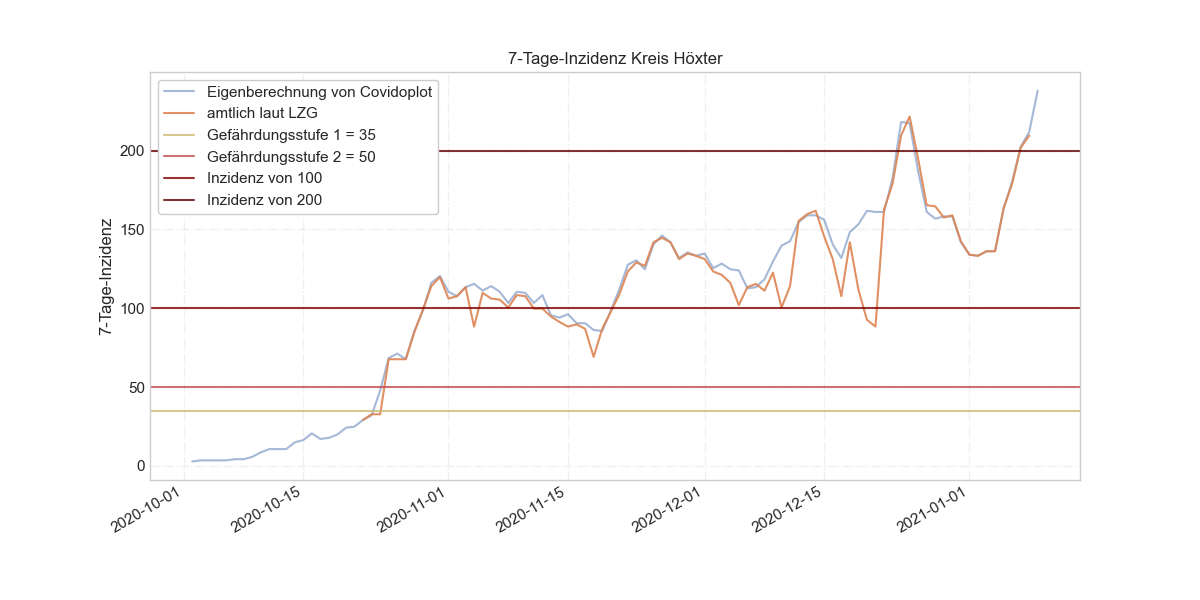 7-Tage-Inzidenz Kreis Höxter
Eigenberechnung von Covidoplot
amtlich laut LZG
Gefährdungsstufe 1 = 35
Gefährdungsstufe 2 = 50
Inzidenz von 100
Inzidenz von 200
7-Tage-Inzidenz
200
150
100
50
0
2020-10-01
2020-10-15
2020-11-01
2020-11-15
2020-12-01
2020-12-15
2021-01-01